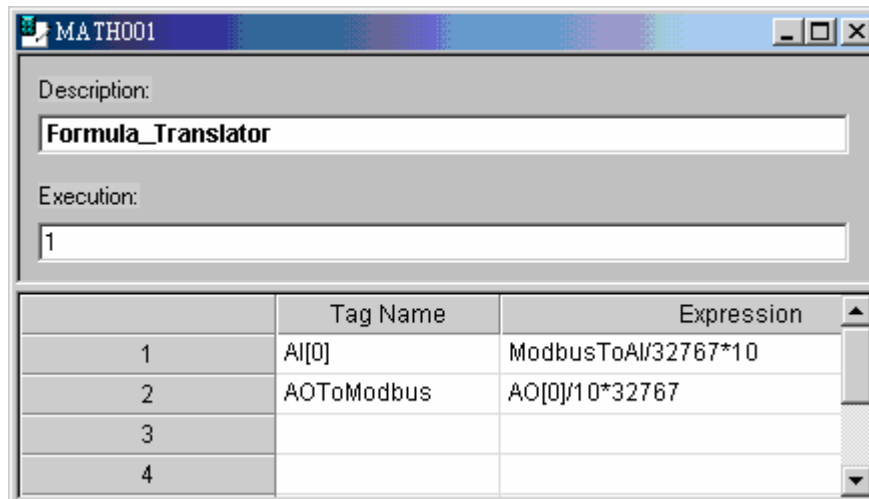 MATH001
Description:
Formula_Translator
Execution:
1
Tag Name Expression
1 AI[0] ModbusToAI/32767*10
2 AOToModbus AO[0]/10*32767
3
4